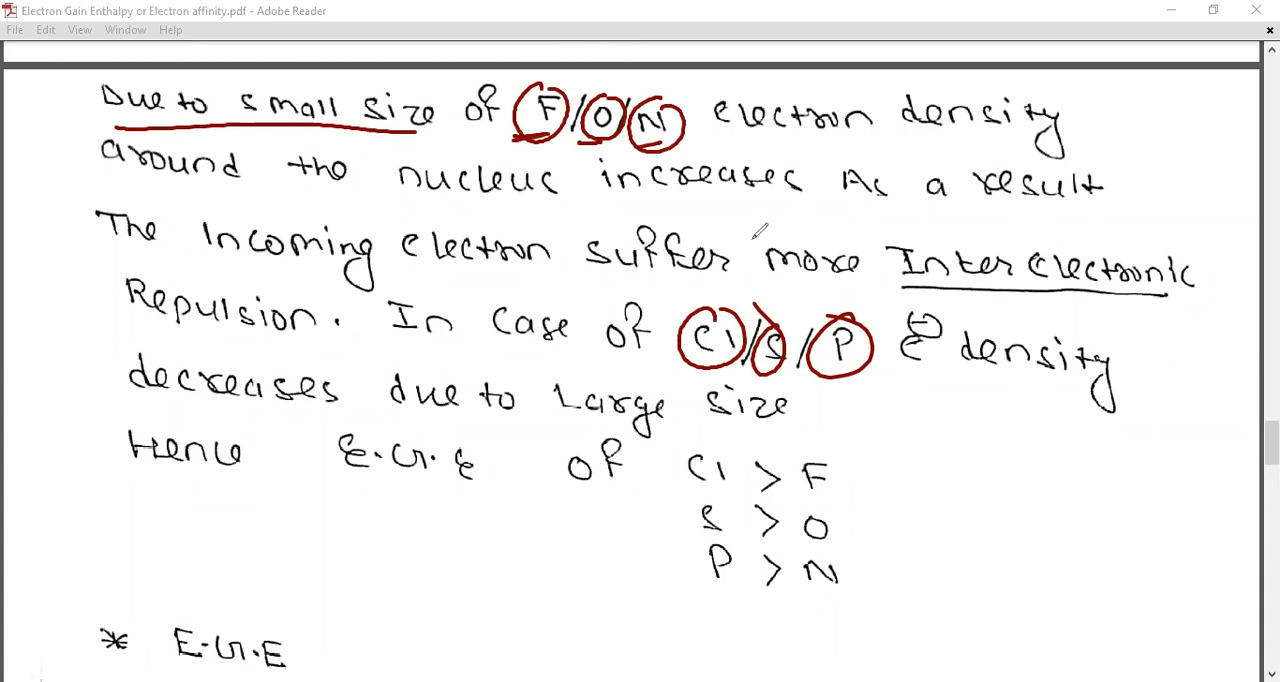 Electron Gain Enthalpy or Electron affinity.pdf - Adobe Reader
File Edit View Window Help
Due to small size of F/O/N electron density
around the nucleus increases As a result
The Incoming electron suffer more Inter Electronic
Repulsion. In case of Cl/S/P e density
decreases due to Large size
Hence E.G.E of Cl > F
S > O
P > N
* E.G.E